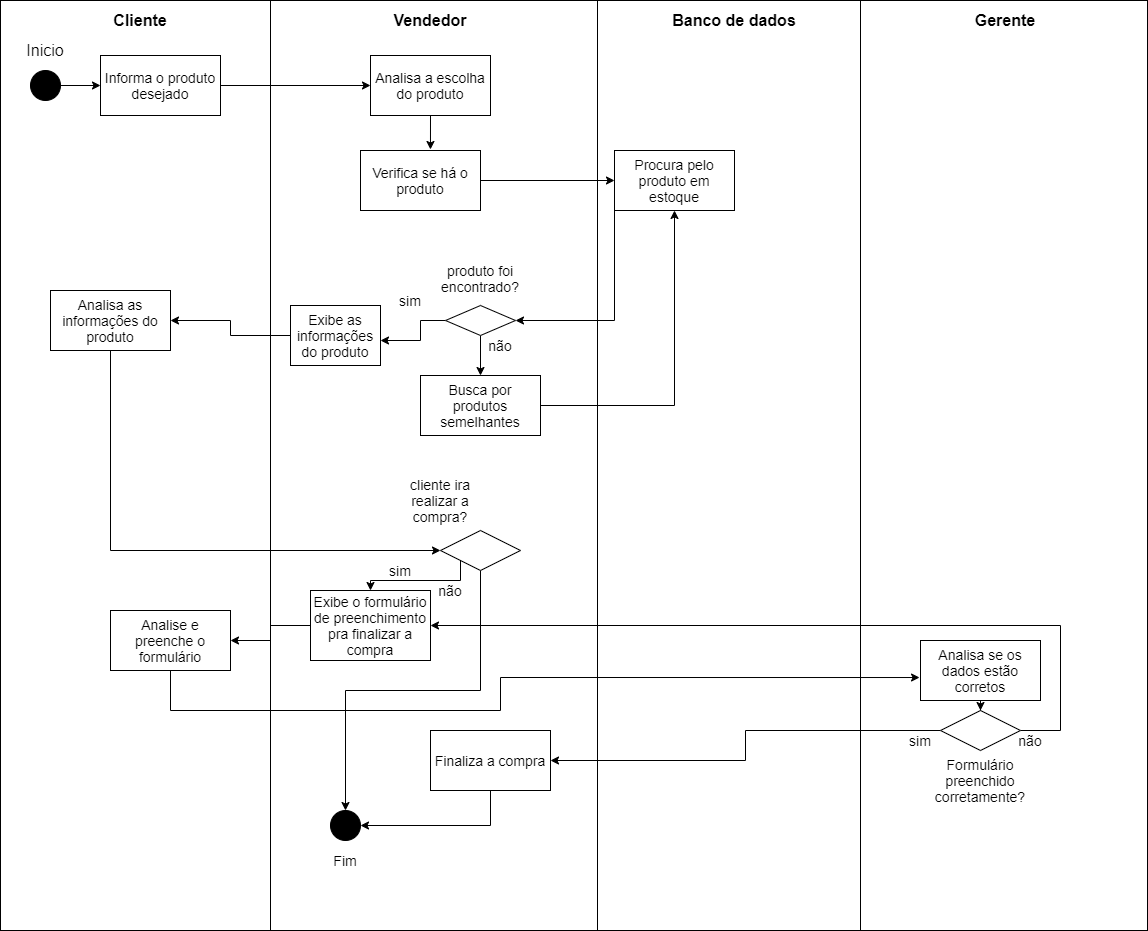 Cliente
Vendedor
Banco de dados
Gerente
Inicio
Informa o produto
desejado
Analisa a escolha
do produto
Verifica se há o
produto
Procura pelo
produto em
estoque
produto foi
encontrado?
sim
não
Analisa as
informações do
produto
Exibe as
informações
do produto
Busca por
produtos
semelhantes
cliente ira
realizar a
compra?
sim
não
Exibe o formulário
de preenchimento
pra finalizar a
compra
Analise e
preenche o
formulário
Analisa se os
dados estão
corretos
sim
não
Formulário
preenchido
corretamente?
Finaliza a compra
Fim